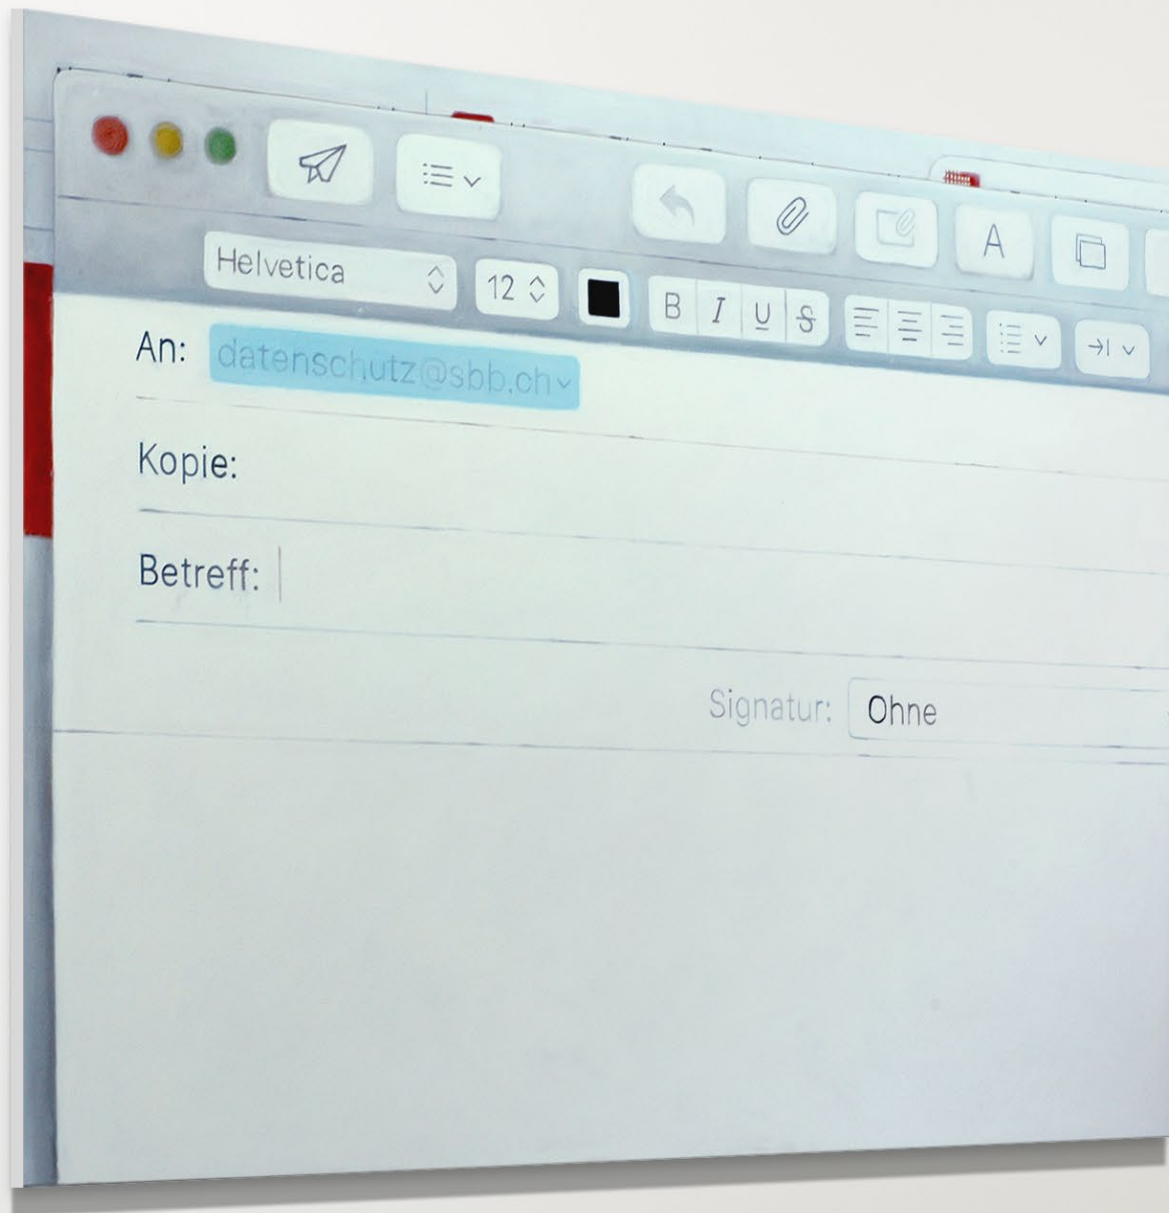 Helvetica 12 B I U S
A
An: datenschutz@sbb.ch
Kopie:
Betreff:
Signatur: Ohne